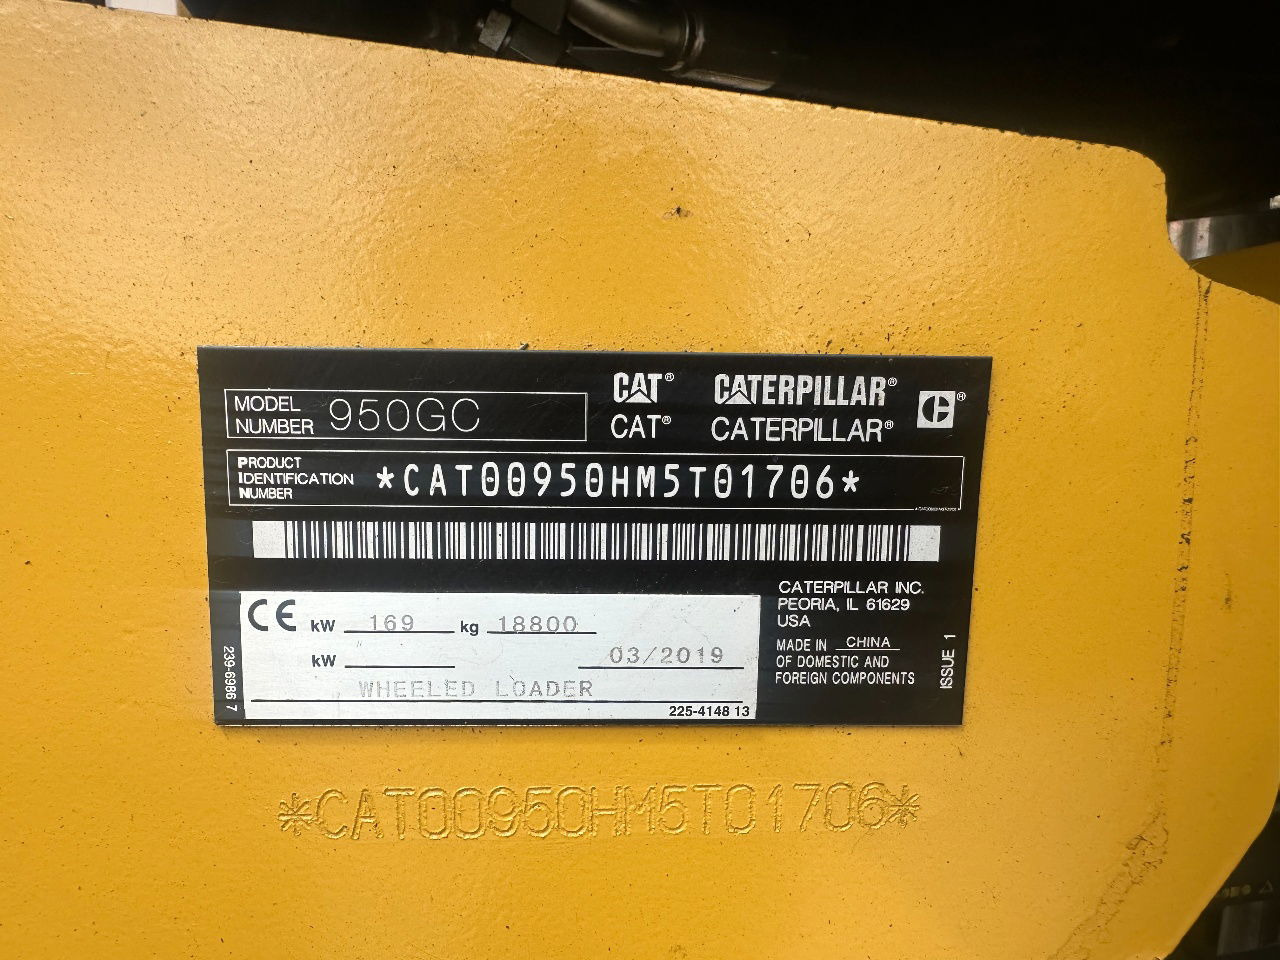 MODEL NUMBER 950GC
CAT® CATERPILLAR®
CAT® CATERPILLAR®
PRODUCT IDENTIFICATION NUMBER *CAT00950HM5T01706*
CE kW 169 kg 18800
kW 03/2019
WHEELED LOADER
225-4148 13
239-6986 7
CATERPILLAR INC.
PEORIA, IL 61629
USA
MADE IN CHINA
OF DOMESTIC AND
FOREIGN COMPONENTS
ISSUE 1
*CAT00950HM5T01706*